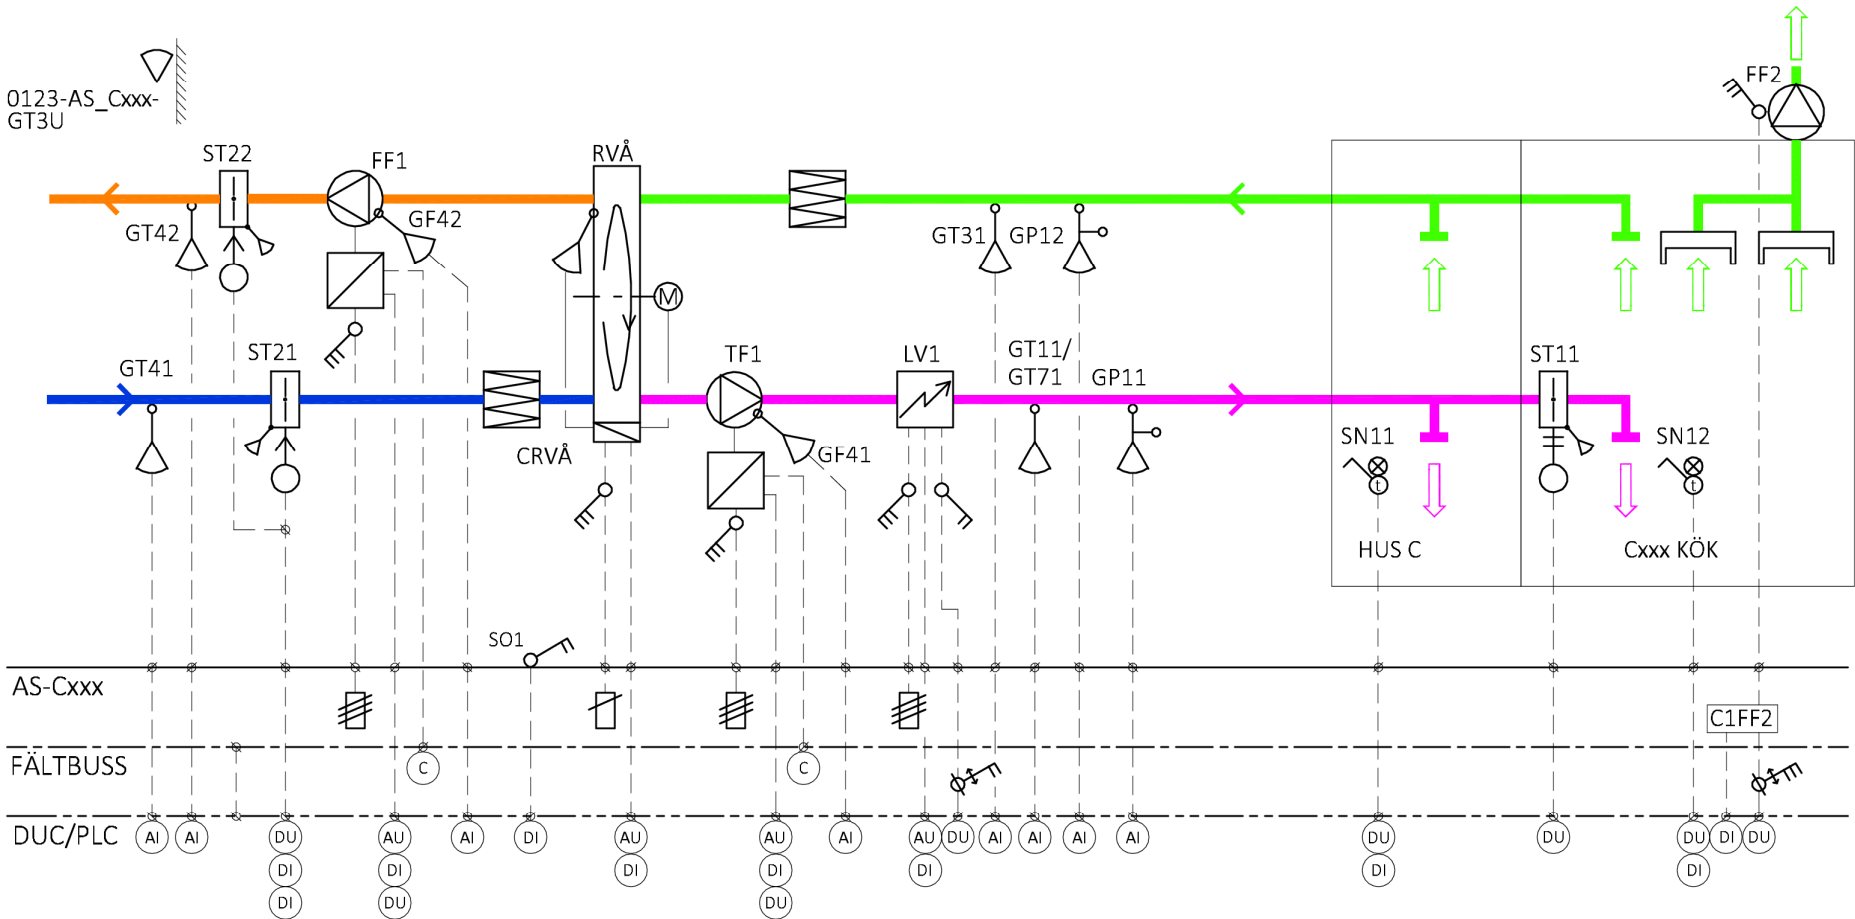 FF2
0123-AS_Cxxx-
GT3U
ST22
FF1
RVÅ
GT42
GF42
GT31
GP12
M
GT41
ST21
TF1
LV1
GT11/
GT71
GP11
ST11
CRVÅ
GF41
SN11
SN12
t
t
HUS C
Cxxx KÖK
SO1
AS-Cxxx
C1FF2
FÄLTBUSS
C
C
DUC/PLC
AI
AI
DU
AU
AI
DI
AU
AU
AI
AU
DU
AI
AI
AI
AI
DU
DU
DU
DI
DU
DI
DI
DI
DI
DI
DI
DI
DI
DU
DU